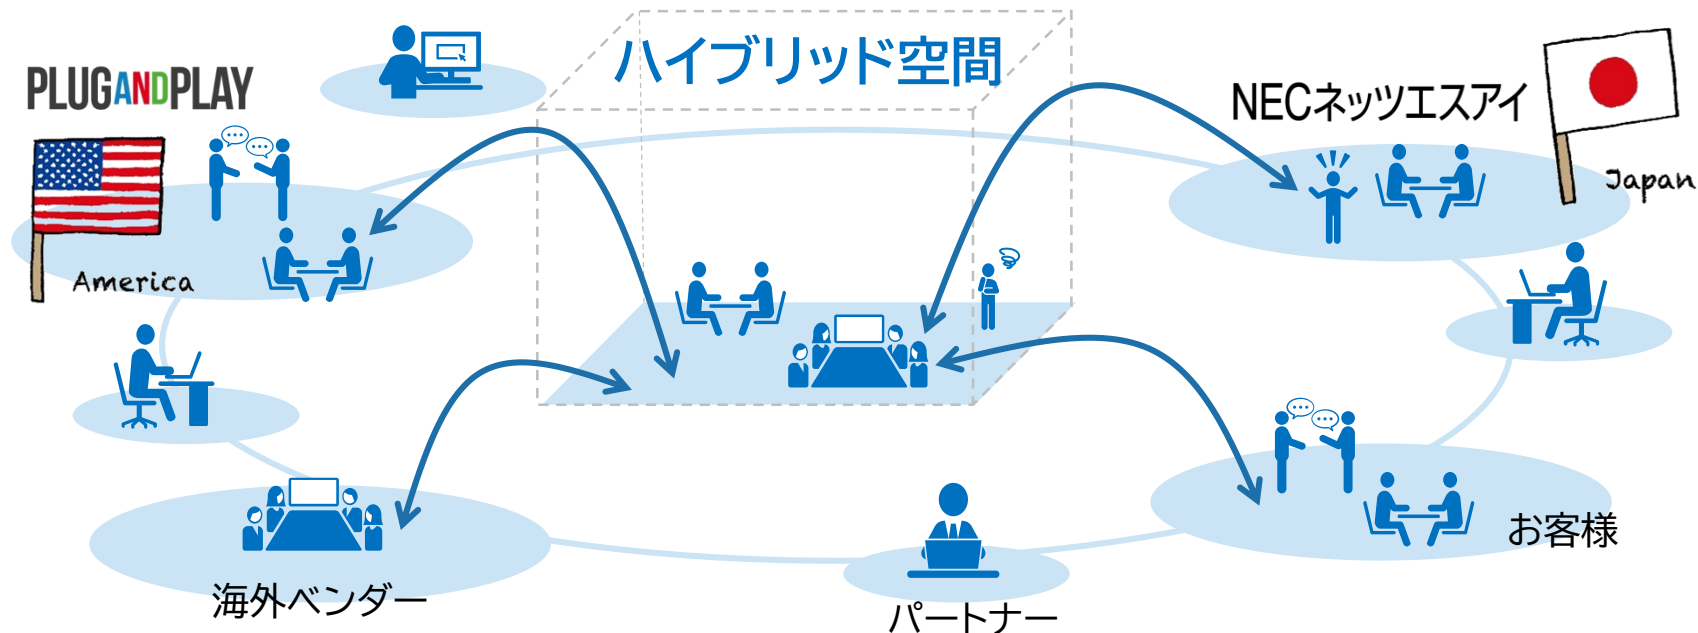 ハイブリッド空間
PLUGANDPLAY
NECネッツエスアイ
Japan
America
お客様
海外ベンダー
パートナー